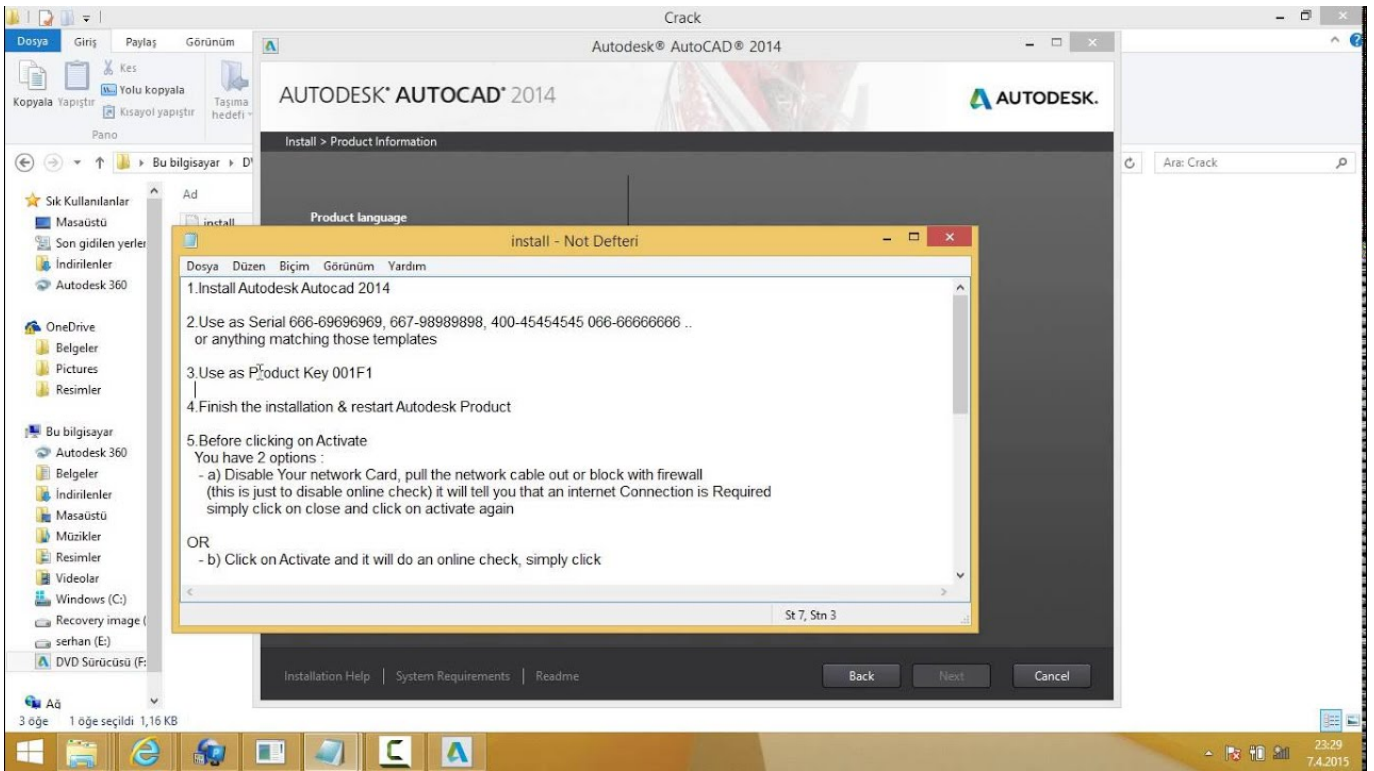 Crack
Dosya Giriş Paylaş Görünüm
Kopyala Yapıştır
Kes
Yolu kopyala
Kısayol yapıştır
Taşıma
hedefi
Pano
Bu bilgisayar
Ara: Crack
Sık Kullanılanlar
Masaüstü
Son gidilen yerler
İndirilenler
Autodesk 360
OneDrive
Belgeler
Pictures
Resimler
Bu bilgisayar
Autodesk 360
Belgeler
İndirilenler
Masaüstü
Müzikler
Resimler
Videolar
Windows (C:)
Recovery image (
serhan (E:)
DVD Sürücüsü (F:
Ağ
Ad
install
3 öğe 1 öğe seçildi 1,16 KB
Autodesk® AutoCAD® 2014
AUTODESK® AUTOCAD® 2014
AUTODESK.
Install > Product Information
Product language
install - Not Defteri
Dosya Düzen Biçim Görünüm Yardım
1.Install Autodesk Autocad 2014
2.Use as Serial 666-69696969, 667-98989898, 400-45454545 066-66666666 ..
or anything matching those templates
3.Use as Product Key 001F1
4.Finish the installation & restart Autodesk Product
5.Before clicking on Activate
You have 2 options :
- a) Disable Your network Card, pull the network cable out or block with firewall
(this is just to disable online check) it will tell you that an internet Connection is Required
simply click on close and click on activate again
OR
- b) Click on Activate and it will do an online check, simply click
St 7, Stn 3
Installation Help | System Requirements | Readme
Back Next Cancel
23:29
7.4.2015